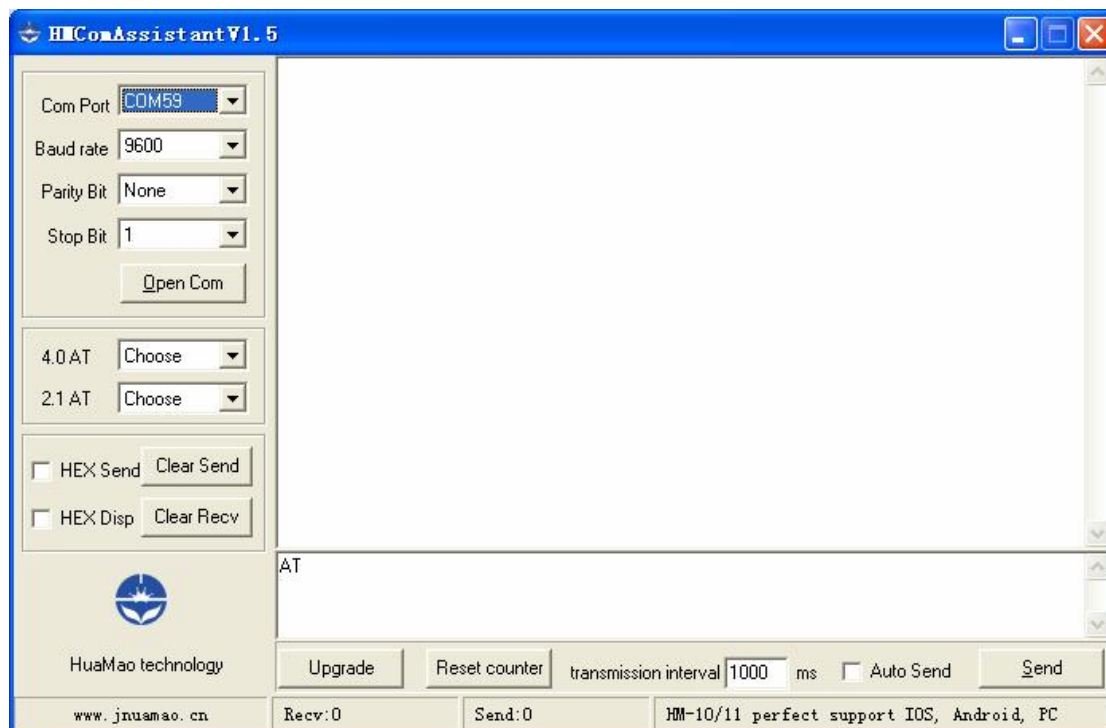 HMComAssistantV1.5
Com Port COM59
Baud rate 9600
Parity Bit None
Stop Bit 1
Open Com
4.0 AT Choose
2.1 AT Choose
HEX Send Clear Send
HEX Disp Clear Recv
HuaMao technology
AT
Upgrade Reset counter transmission interval 1000 ms Auto Send Send
www.jnuamao.cn Recv:0 Send:0 HM-10/11 perfect support IOS, Android, PC